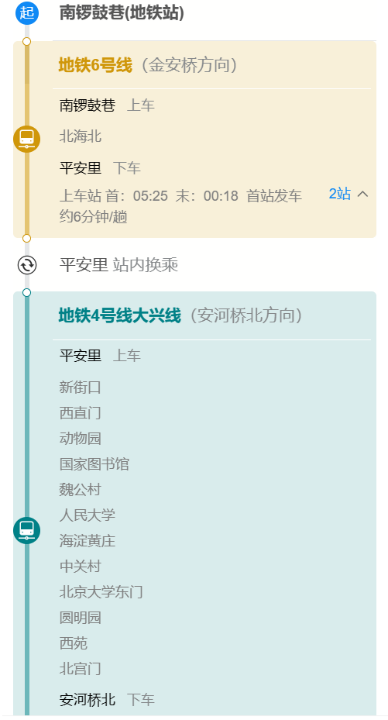 起 南锣鼓巷(地铁站)
地铁6号线（金安桥方向）
南锣鼓巷 上车
北海北
平安里 下车
上车站 首：05:25 末：00:18 首站发车 2站
约6分钟/趟
平安里 站内换乘
地铁4号线大兴线（安河桥北方向）
平安里 上车
新街口
西直门
动物园
国家图书馆
魏公村
人民大学
海淀黄庄
中关村
北京大学东门
圆明园
西苑
北宫门
安河桥北 下车